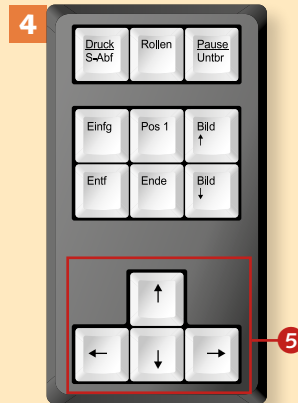 4
Druck
S-Abf
Rollen
Pause
Untbr
Einfg
Pos 1
Bild
↑
Entf
Ende
Bild
↓
↑
←
↓
→
5